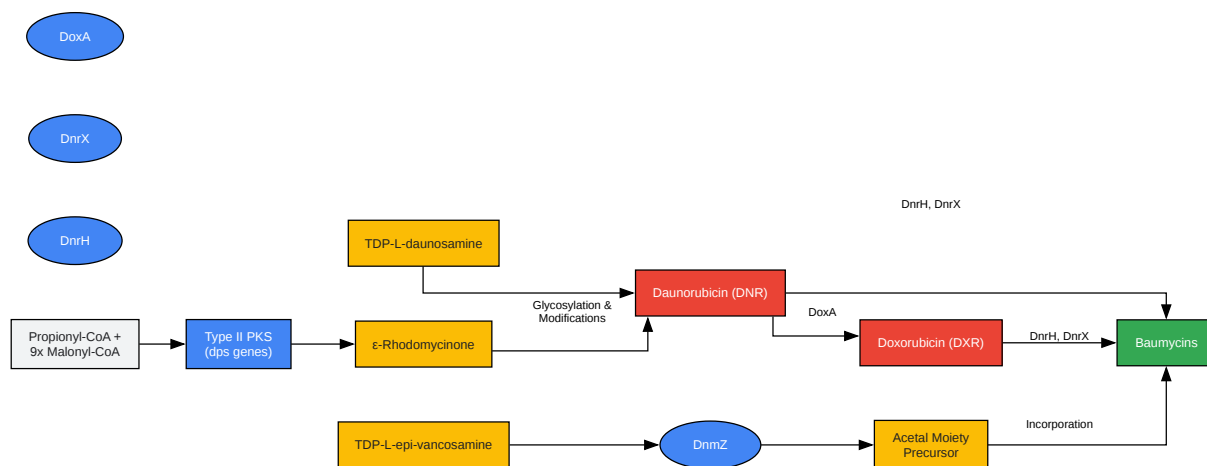 DoxA
DnrX
DnrH, DnrX
DnrH
TDP-L-daunosamine
Daunorubicin (DNR)
Glycosylation &
Modifications
DoxA
Propionyl-CoA +
9x Malonyl-CoA
Type II PKS
(dps genes)
ε-Rhodomycinone
Doxorubicin (DXR)
DnrH, DnrX
Baumycins
TDP-L-epi-vancosamine
DnmZ
Acetal Moiety
Precursor
Incorporation